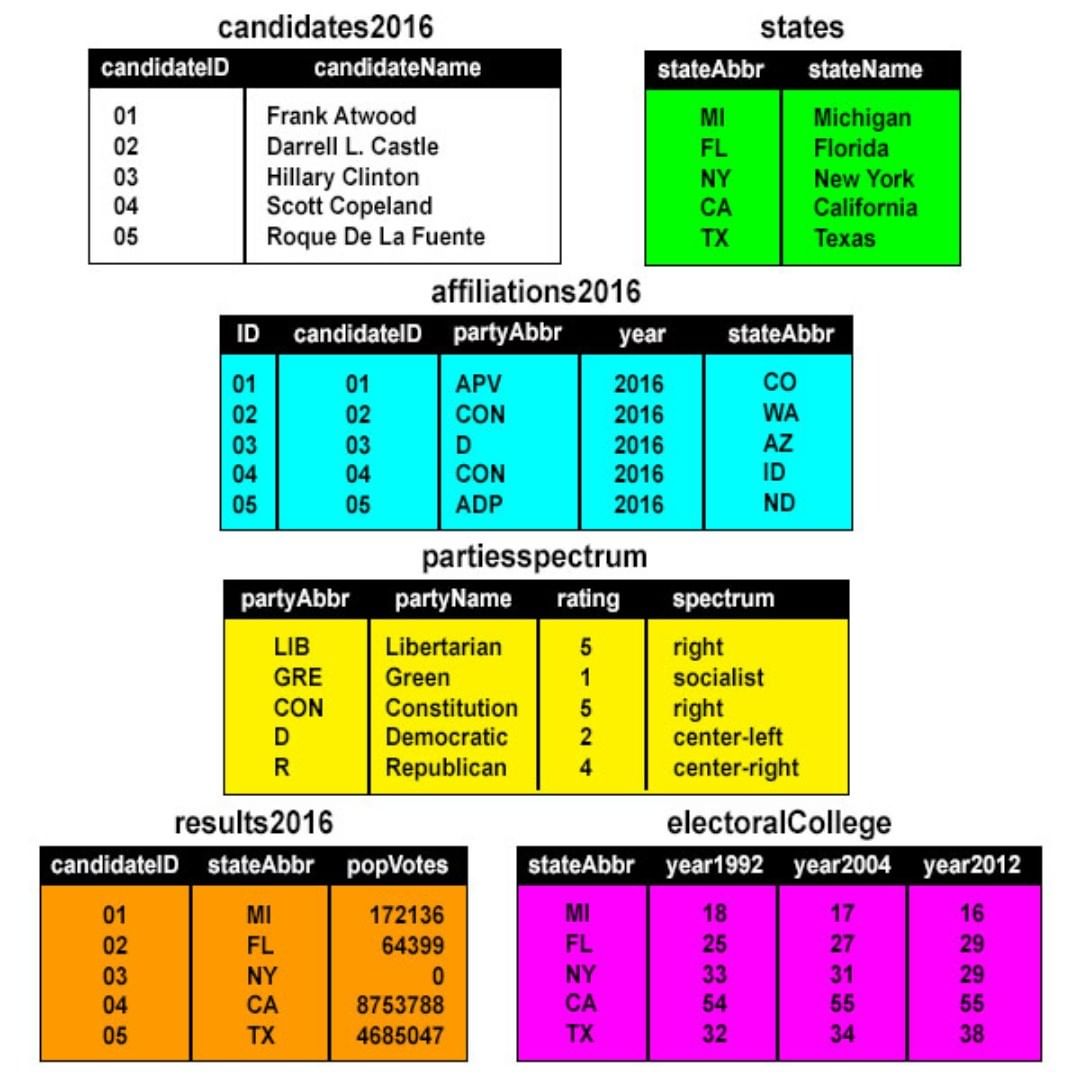 candidates2016
candidateID candidateName
01 Frank Atwood
02 Darrell L. Castle
03 Hillary Clinton
04 Scott Copeland
05 Roque De La Fuente
states
stateAbbr stateName
MI Michigan
FL Florida
NY New York
CA California
TX Texas
affiliations2016
ID candidateID partyAbbr year stateAbbr
01 01 APV 2016 CO
02 02 CON 2016 WA
03 03 D 2016 AZ
04 04 CON 2016 ID
05 05 ADP 2016 ND
partiesspectrum
partyAbbr partyName rating spectrum
LIB Libertarian 5 right
GRE Green 1 socialist
CON Constitution 5 right
D Democratic 2 center-left
R Republican 4 center-right
results2016
candidateID stateAbbr popVotes
01 MI 172136
02 FL 64399
03 NY 0
04 CA 8753788
05 TX 4685047
electoralCollege
stateAbbr year1992 year2004 year2012
MI 18 17 16
FL 25 27 29
NY 33 31 29
CA 54 55 55
TX 32 34 38